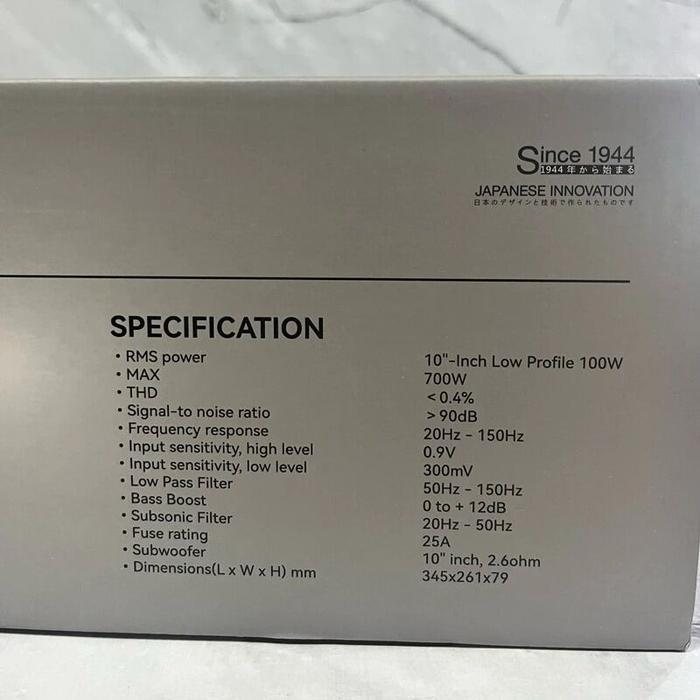 Since 1944
1944年から始まる
JAPANESE INNOVATION
日本のデザインと技術で作られたものです
SPECIFICATION
• RMS power 10"-Inch Low Profile 100W
• MAX 700W
• THD <0.4%
• Signal-to noise ratio >90dB
• Frequency response 20Hz - 150Hz
• Input sensitivity, high level 0.9V
• Input sensitivity, low level 300mV
• Low Pass Filter 50Hz - 150Hz
• Bass Boost 0 to + 12dB
• Subsonic Filter 20Hz - 50Hz
• Fuse rating 25A
• Subwoofer 10" inch, 2.6ohm
• Dimensions(L x W x H) mm 345x261x79